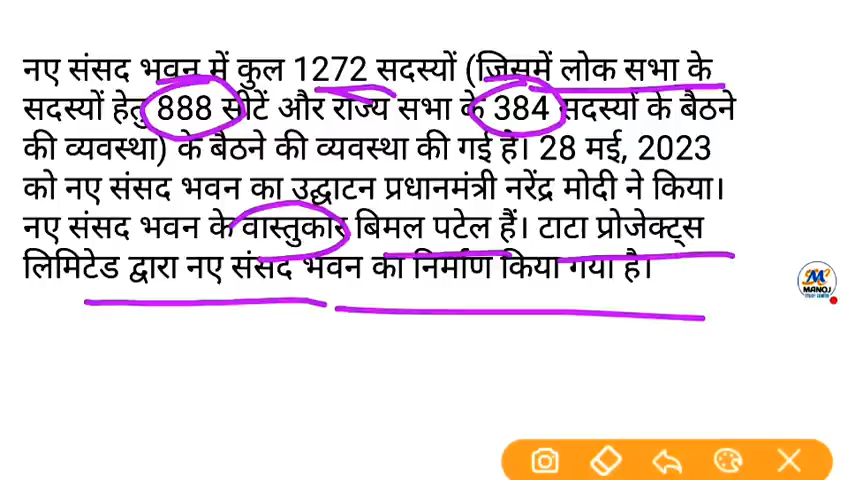 नए संसद भवन में कुल 1272 सदस्यों (जिसमें लोक सभा के
सदस्यों हेतु 888 सीटें और राज्य सभा के 384 सदस्यों के बैठने
की व्यवस्था) के बैठने की व्यवस्था की गई है। 28 मई, 2023
को नए संसद भवन का उद्घाटन प्रधानमंत्री नरेंद्र मोदी ने किया।
नए संसद भवन के वास्तुकार बिमल पटेल हैं। टाटा प्रोजेक्ट्स
लिमिटेड द्वारा नए संसद भवन का निर्माण किया गया है।
MANOJ